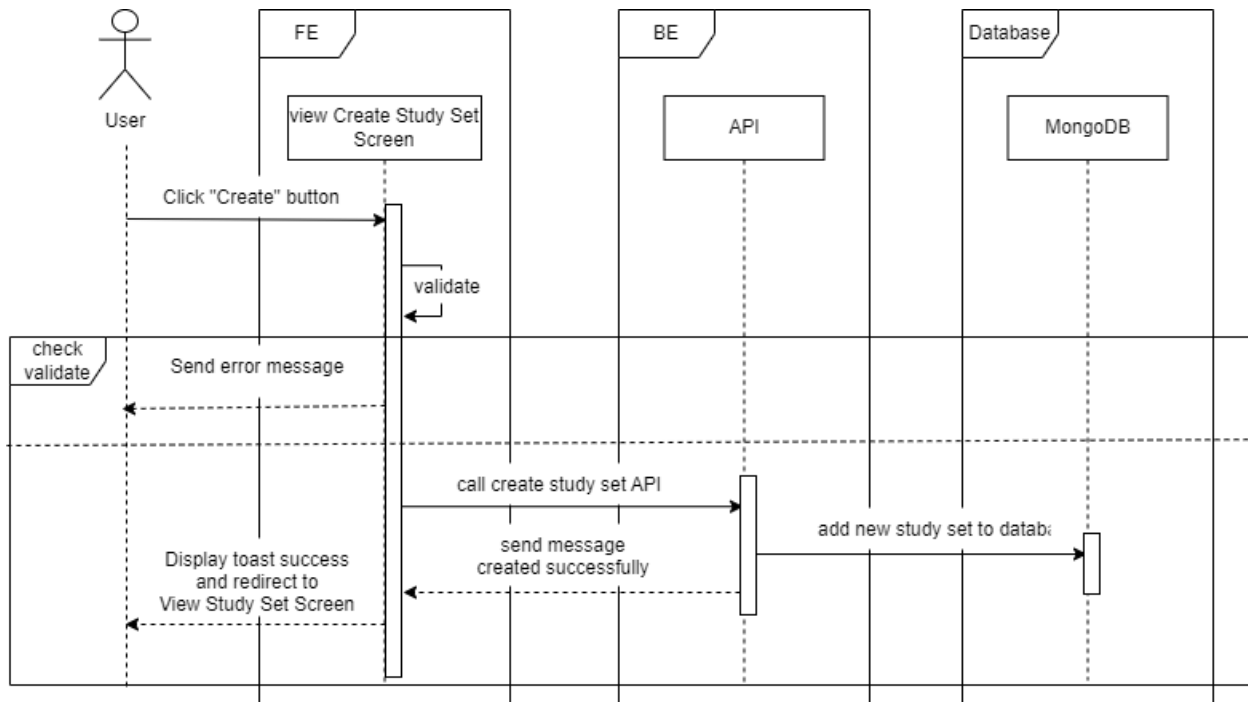 FE
BE
Database
User
view Create Study Set
Screen
API
MongoDB
Click "Create" button
validate
check
validate
Send error message
call create study set API
add new study set to databa
send message
created successfully
Display toast success
and redirect to
View Study Set Screen